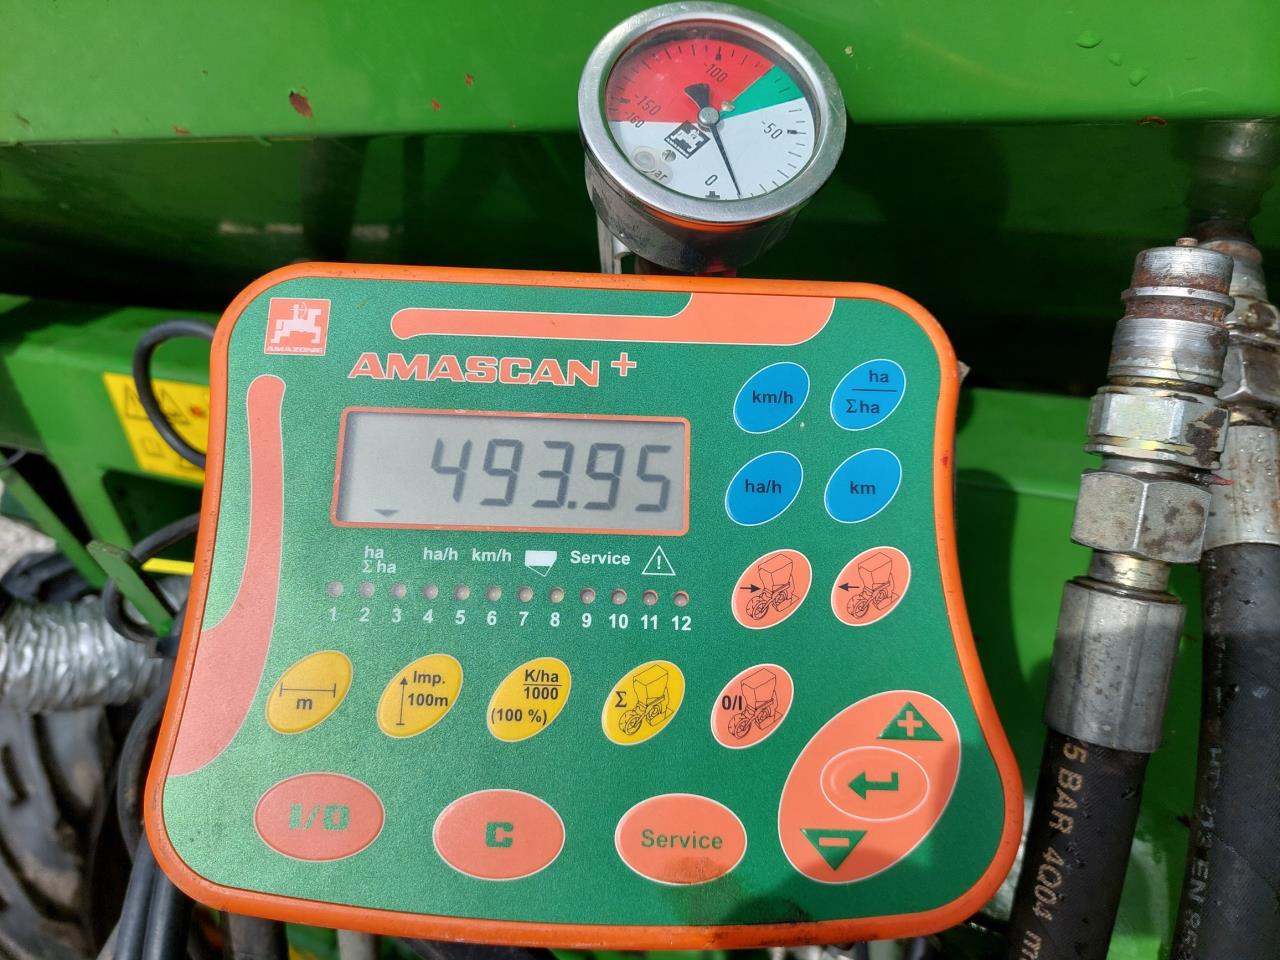 -100
-150
-160
-50
0
AMAZONE
AMASCAN +
km/h
ha
Σha
493.95
ha/h
km
ha ha/h km/h Service
Σha
1 2 3 4 5 6 7 8 9 10 11 12
m
Imp.
100m
K/ha
1000
(100 %)
Σ
0/I
+
I/O
C
Service
-
5 BAR 4Q04